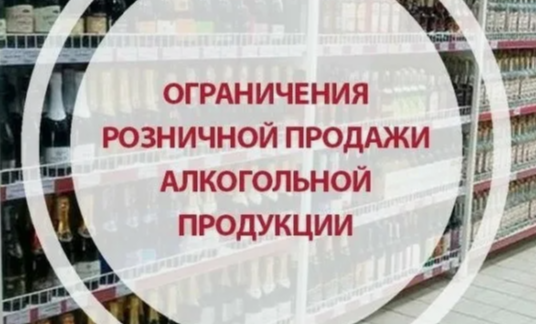 ОГРАНИЧЕНИЯ
РОЗНИЧНОЙ ПРОДАЖИ
АЛКОГОЛЬНОЙ
ПРОДУКЦИИ